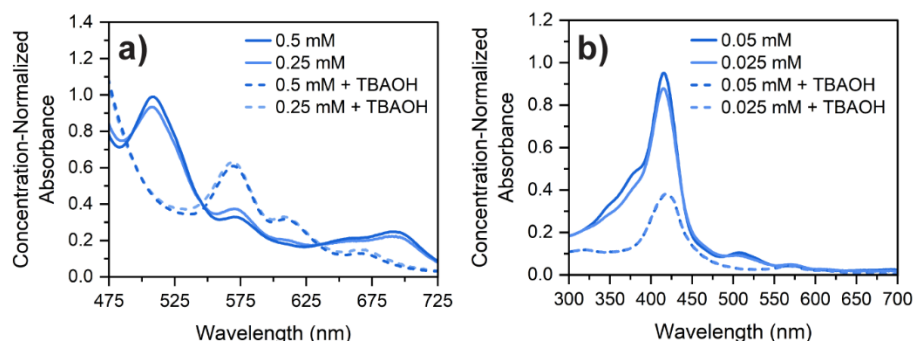 a)
0.5 mM
0.25 mM
0.5 mM + TBAOH
0.25 mM + TBAOH
Concentration-Normalized
Absorbance
1.4
1.2
1.0
0.8
0.6
0.4
0.2
0.0
475 525 575 625 675 725
Wavelength (nm)
b)
0.05 mM
0.025 mM
0.05 mM + TBAOH
0.025 mM + TBAOH
Concentration-Normalized
Absorbance
1.2
1.0
0.8
0.6
0.4
0.2
0.0
300 350 400 450 500 550 600 650 700
Wavelength (nm)